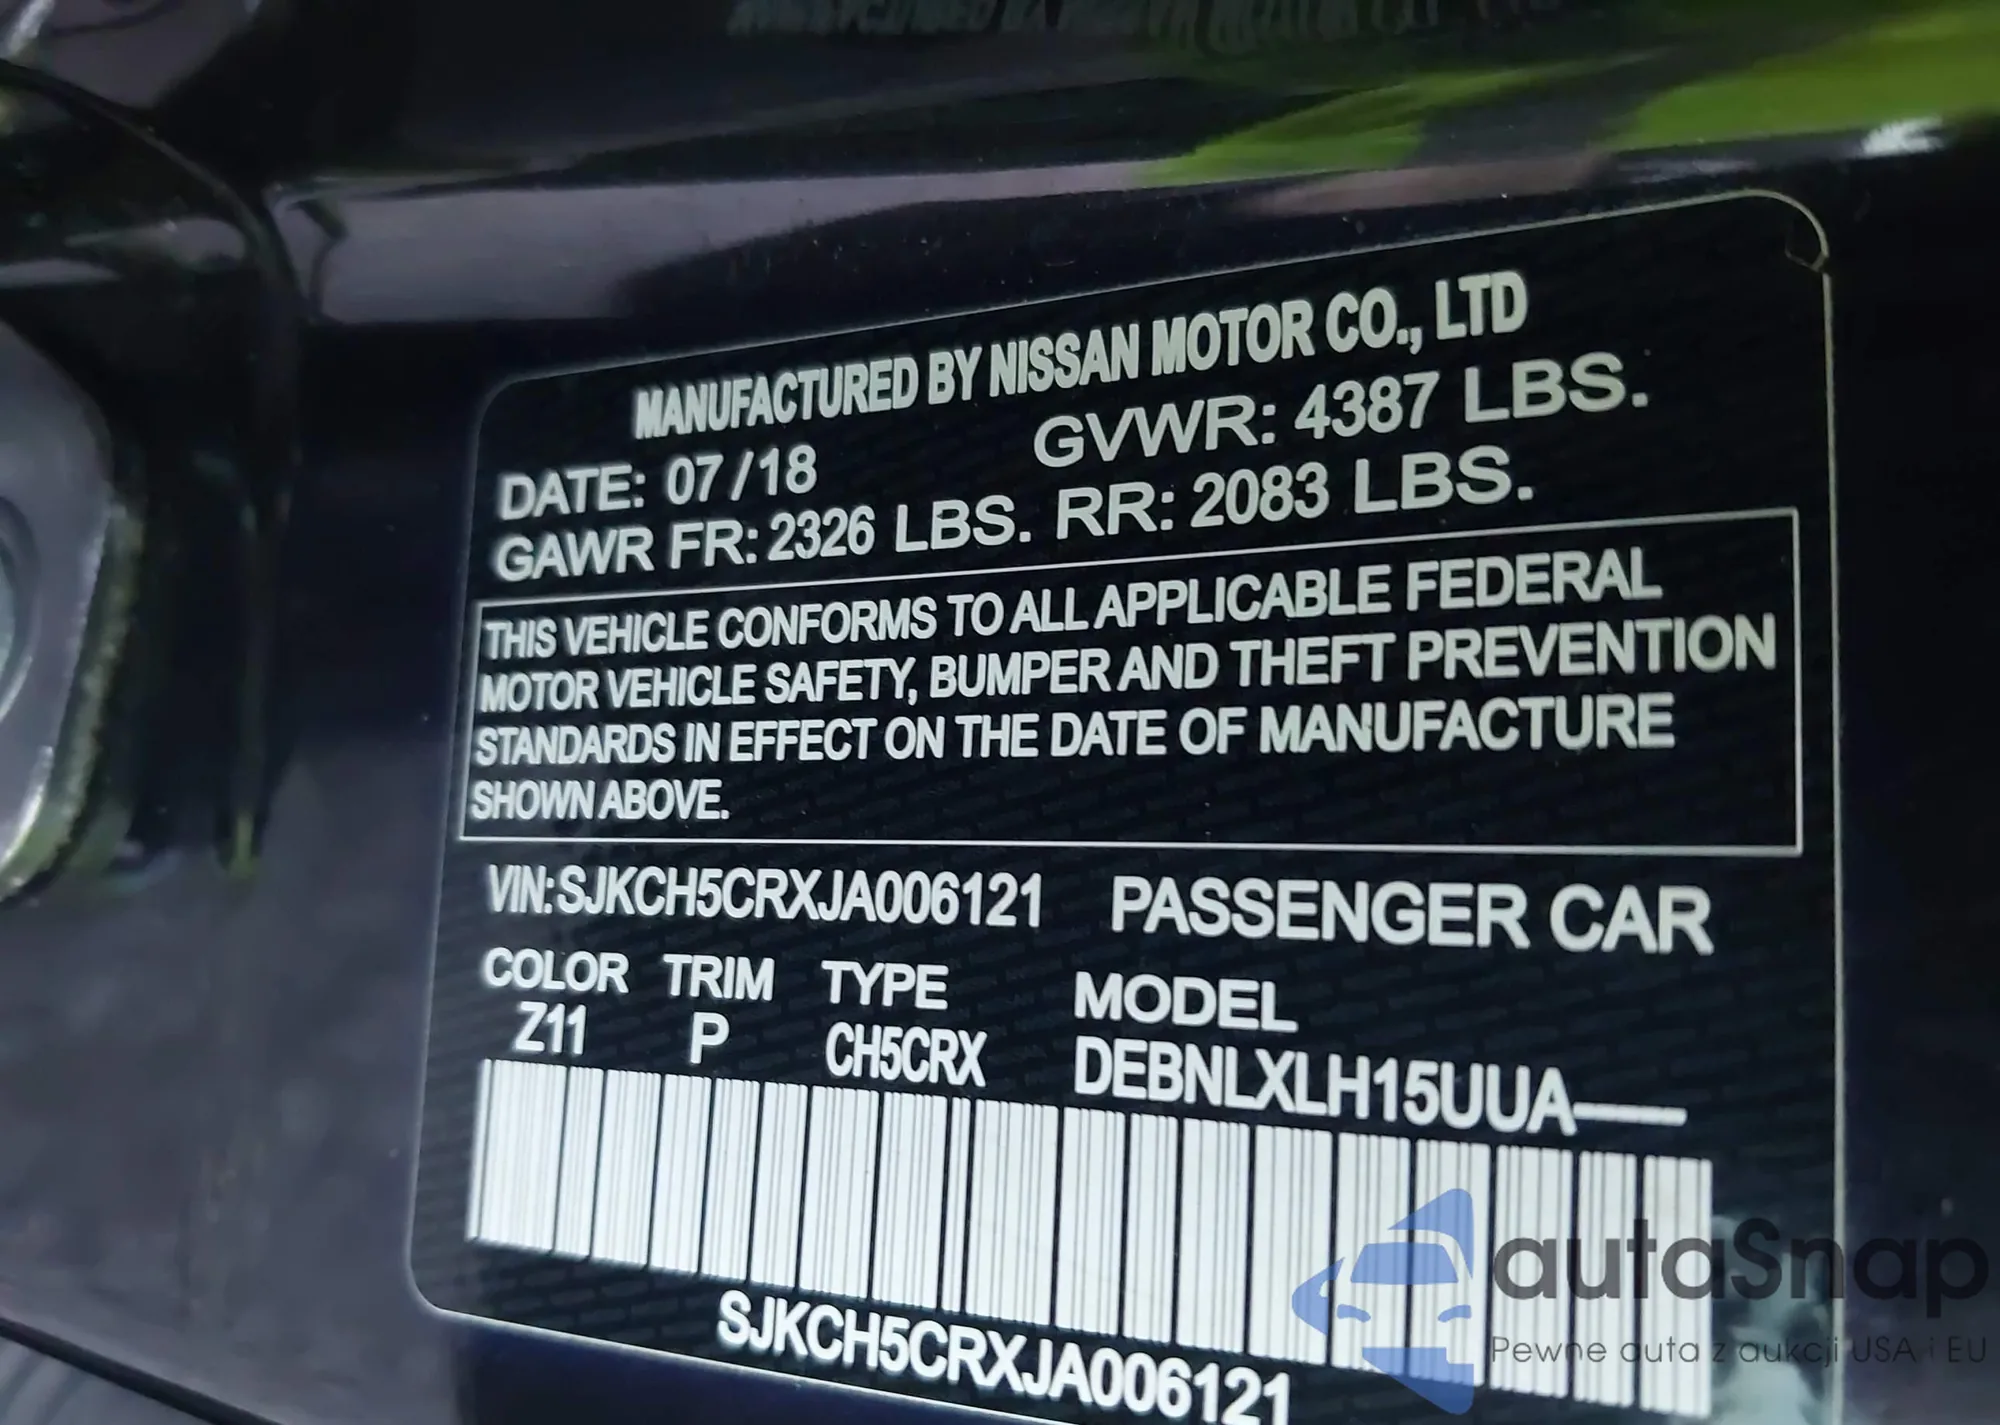 MANUFACTURED BY NISSAN MOTOR CO., LTD
DATE: 07/18 GVWR: 4387 LBS.
GAWR FR: 2326 LBS. RR: 2083 LBS.
THIS VEHICLE CONFORMS TO ALL APPLICABLE FEDERAL
MOTOR VEHICLE SAFETY, BUMPER AND THEFT PREVENTION
STANDARDS IN EFFECT ON THE DATE OF MANUFACTURE
SHOWN ABOVE.
VIN: SJKCH5CRXJA006121 PASSENGER CAR
COLOR TRIM TYPE MODEL
Z11 P CH5CRX DEBNLXLH15UUA——
SJKCH5CRXJA006121
autaSnap
Pewne auta z aukcji USA i EU